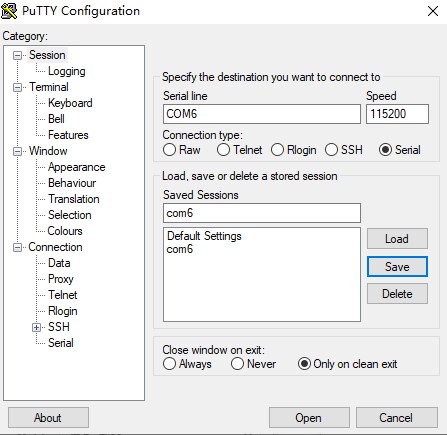 PuTTY Configuration
Category:
Session
Logging
Terminal
Keyboard
Bell
Features
Window
Appearance
Behaviour
Translation
Selection
Colours
Connection
Data
Proxy
Telnet
Rlogin
SSH
Serial
Specify the destination you want to connect to
Serial line Speed
COM6 115200
Connection type:
Raw Telnet Rlogin SSH Serial
Load, save or delete a stored session
Saved Sessions
com6
Default Settings
com6
Load
Save
Delete
Close window on exit:
Always Never Only on clean exit
About Open Cancel